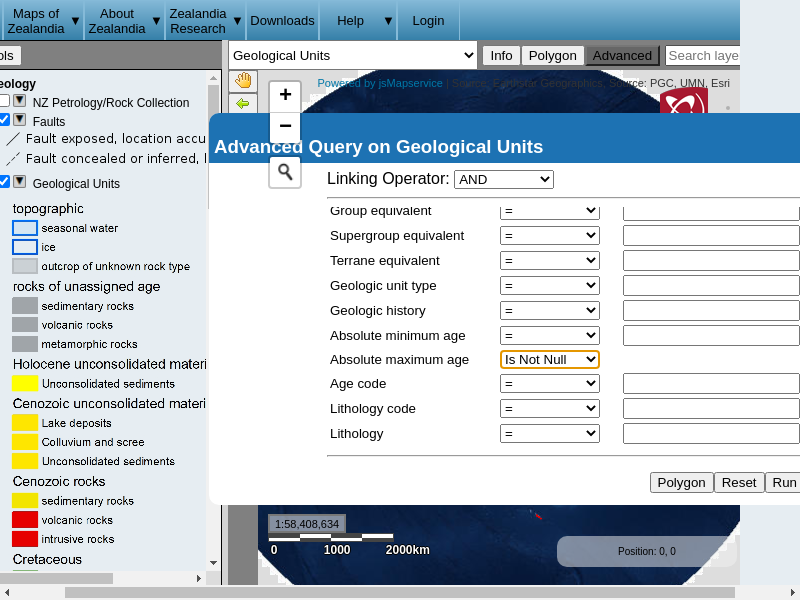 Maps of Zealandia ▼
About Zealandia ▼
Zealandia Research ▼
Downloads
Help ▼
Login
ols
Geological Units
Info
Polygon
Advanced
Search laye
eology
NZ Petrology/Rock Collection
Faults
Fault exposed, location accu
Fault concealed or inferred, l
Geological Units
topographic
seasonal water
ice
outcrop of unknown rock type
rocks of unassigned age
sedimentary rocks
volcanic rocks
metamorphic rocks
Holocene unconsolidated materi
Unconsolidated sediments
Cenozoic unconsolidated materi
Lake deposits
Colluvium and scree
Unconsolidated sediments
Cenozoic rocks
sedimentary rocks
volcanic rocks
intrusive rocks
Cretaceous
+
−
Powered by jsMapservice | Source: Earthstar Geographics, Source: PGC, UMN, Esri
Advanced Query on Geological Units
Linking Operator: AND
Group equivalent =
Supergroup equivalent =
Terrane equivalent =
Geologic unit type =
Geologic history =
Absolute minimum age =
Absolute maximum age Is Not Null
Age code =
Lithology code =
Lithology =
Polygon Reset Run
1:58,408,634
0 1000 2000km
Position: 0, 0